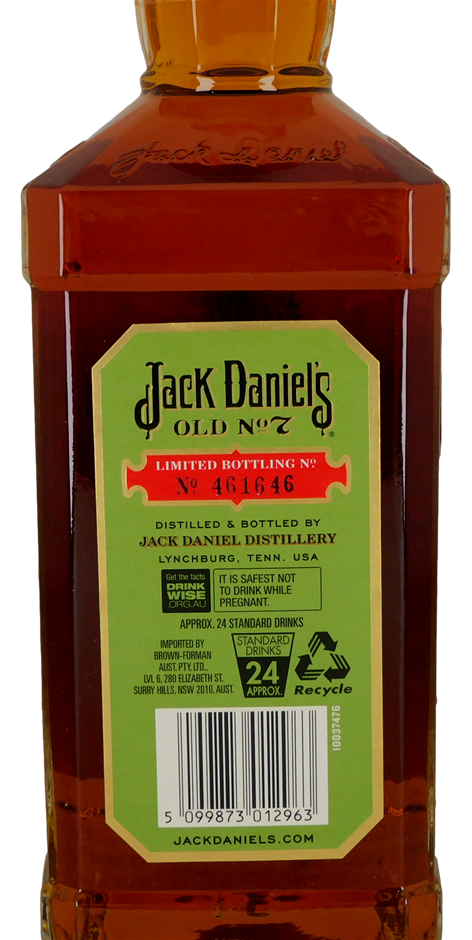 Jack Daniel
Jack Daniel's
OLD Nº 7
®
LIMITED BOTTLING Nº
Nº 461646
DISTILLED & BOTTLED BY
JACK DANIEL DISTILLERY
LYNCHBURG, TENN. USA
Get the facts
DRINK
WISE
.ORG.AU
IT IS SAFEST NOT
TO DRINK WHILE
PREGNANT.
APPROX. 24 STANDARD DRINKS
IMPORTED BY
BROWN-FORMAN
AUST. PTY. LTD.,
LVL 6, 280 ELIZABETH ST.
SURRY HILLS, NSW 2010, AUST.
STANDARD
DRINKS
24
APPROX.
Recycle
10037476
5 099873 012963
JACKDANIELS.COM